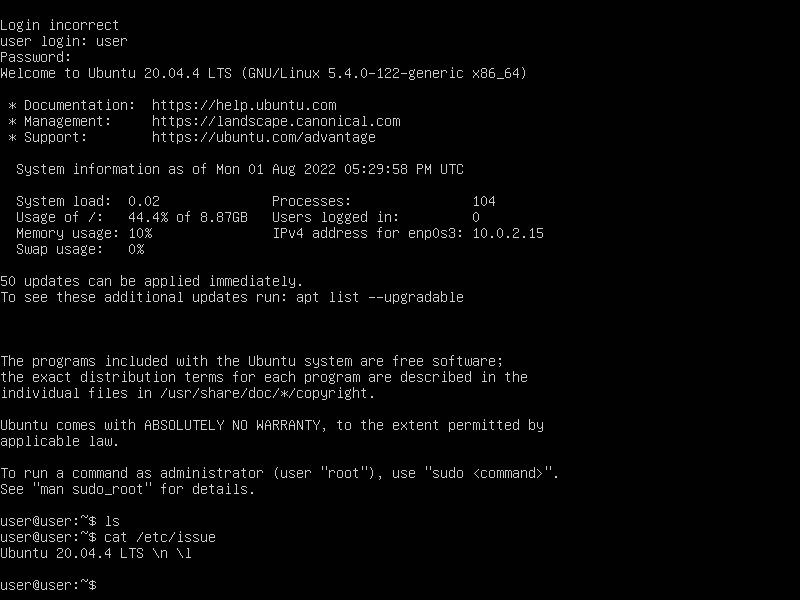 Login incorrect
user login: user
Password:
Welcome to Ubuntu 20.04.4 LTS (GNU/Linux 5.4.0-122-generic x86_64)
* Documentation:  https://help.ubuntu.com
* Management:     https://landscape.canonical.com
* Support:        https://ubuntu.com/advantage
System information as of Mon 01 Aug 2022 05:29:58 PM UTC
System load:  0.02              Processes:               104
Usage of /:   44.4% of 8.87GB   Users logged in:         0
Memory usage: 10%               IPv4 address for enp0s3: 10.0.2.15
Swap usage:   0%
50 updates can be applied immediately.
To see these additional updates run: apt list --upgradable
The programs included with the Ubuntu system are free software;
the exact distribution terms for each program are described in the
individual files in /usr/share/doc/*/copyright.
Ubuntu comes with ABSOLUTELY NO WARRANTY, to the extent permitted by
applicable law.
To run a command as administrator (user "root"), use "sudo <command>".
See "man sudo_root" for details.
user@user:~$ ls
user@user:~$ cat /etc/issue
Ubuntu 20.04.4 LTS \n \l
user@user:~$